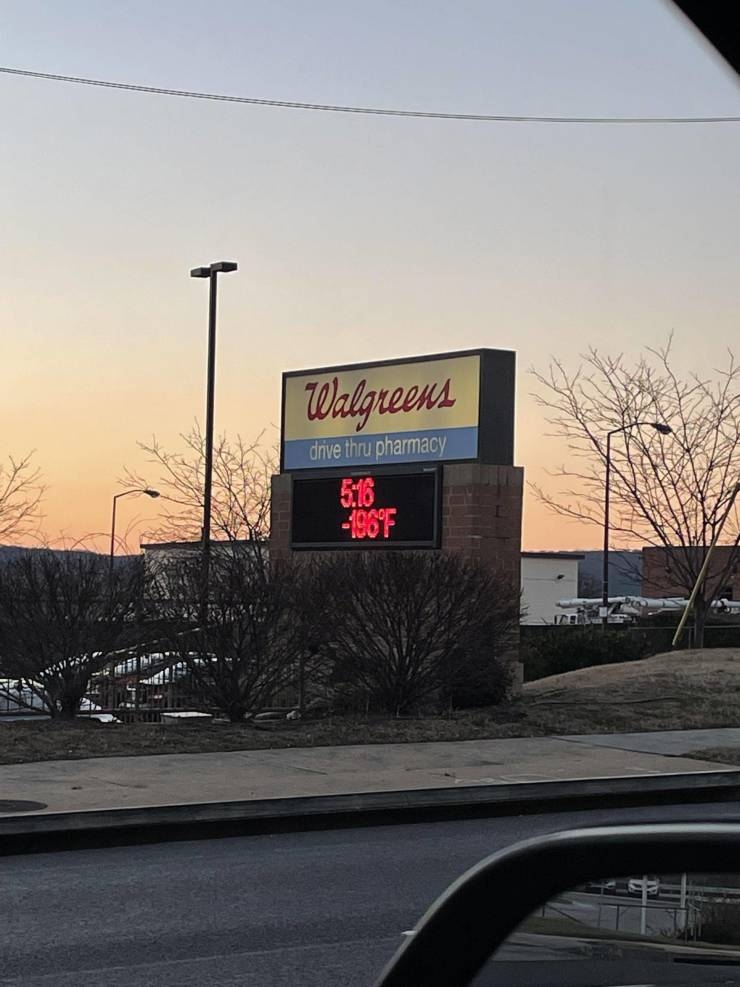 Walgreens
drive thru pharmacy
5:16
-196°F